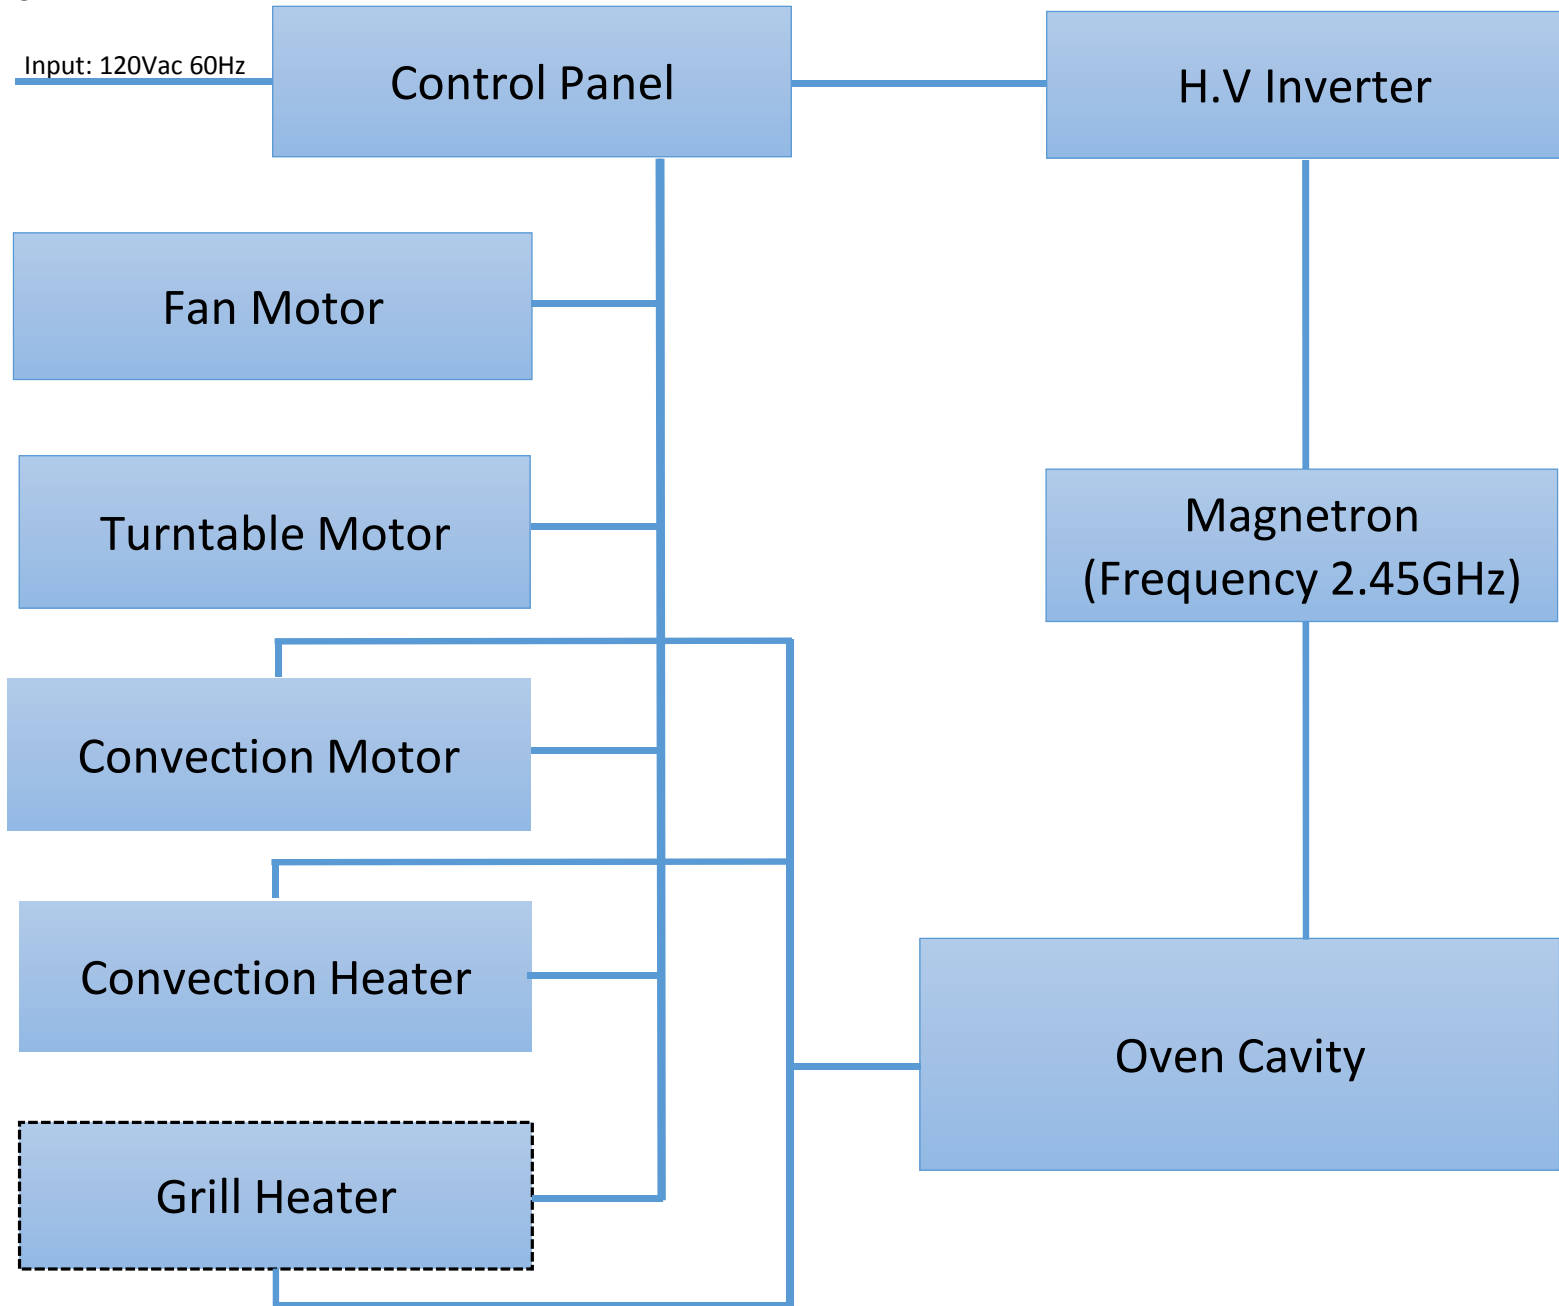 Input: 120Vac 60Hz
Control Panel
H.V Inverter
Fan Motor
Turntable Motor
Magnetron
(Frequency 2.45GHz)
Convection Motor
Convection Heater
Oven Cavity
Grill Heater